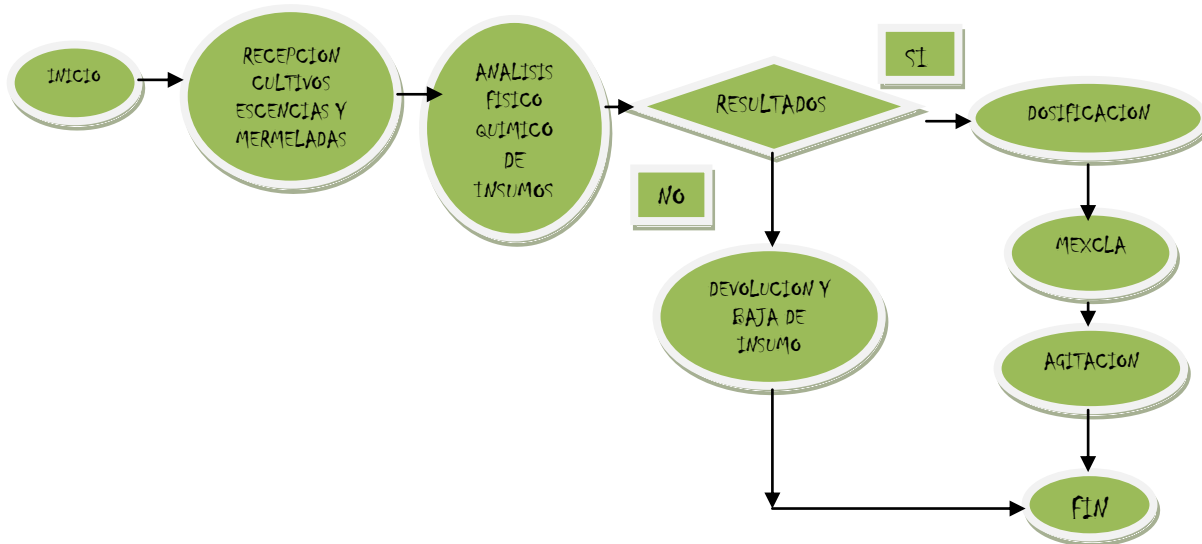 INICIO
RECEPCION
CULTIVOS
ESCENCIAS Y
MERMELADAS
ANALISIS
FISICO
QUIMICO
DE
INSUMOS
RESULTADOS
SI
NO
DOSIFICACION
MEXCLA
AGITACION
DEVOLUCION Y
BAJA DE
INSUMO
FIN